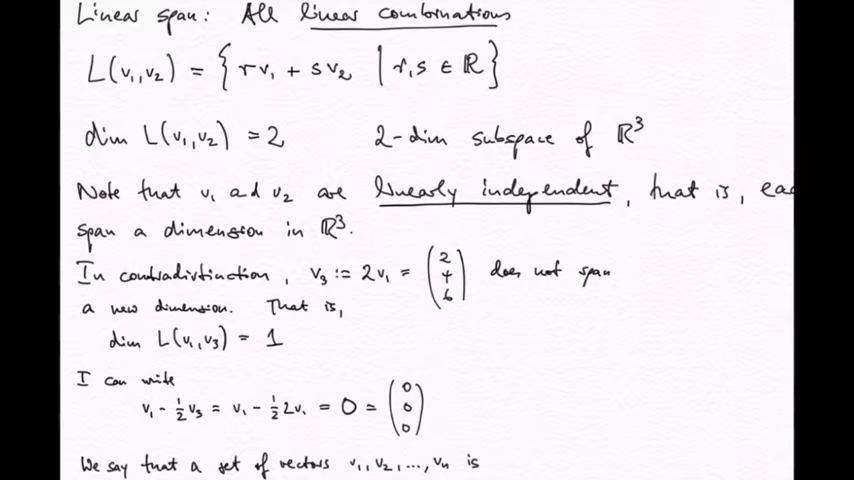 Linear span: All linear combinations
L(v₁,v₂) = { r v₁ + s v₂ | r,s ∈ ℝ }
dim L(v₁,v₂) = 2 2-dim subspace of ℝ³
Note that v₁ and v₂ are linearly independent, that is, eac
span a dimension in ℝ³.
In contradistinction, v₃ := 2v₁ = (2 4 6) does not span
a new dimension. That is,
dim L(v₁,v₃) = 1
I can write
v₁ - ½v₃ = v₁ - ½2v₁ = 0 = (0 0 0)
We say that a set of vectors v₁, v₂, ..., vₙ is